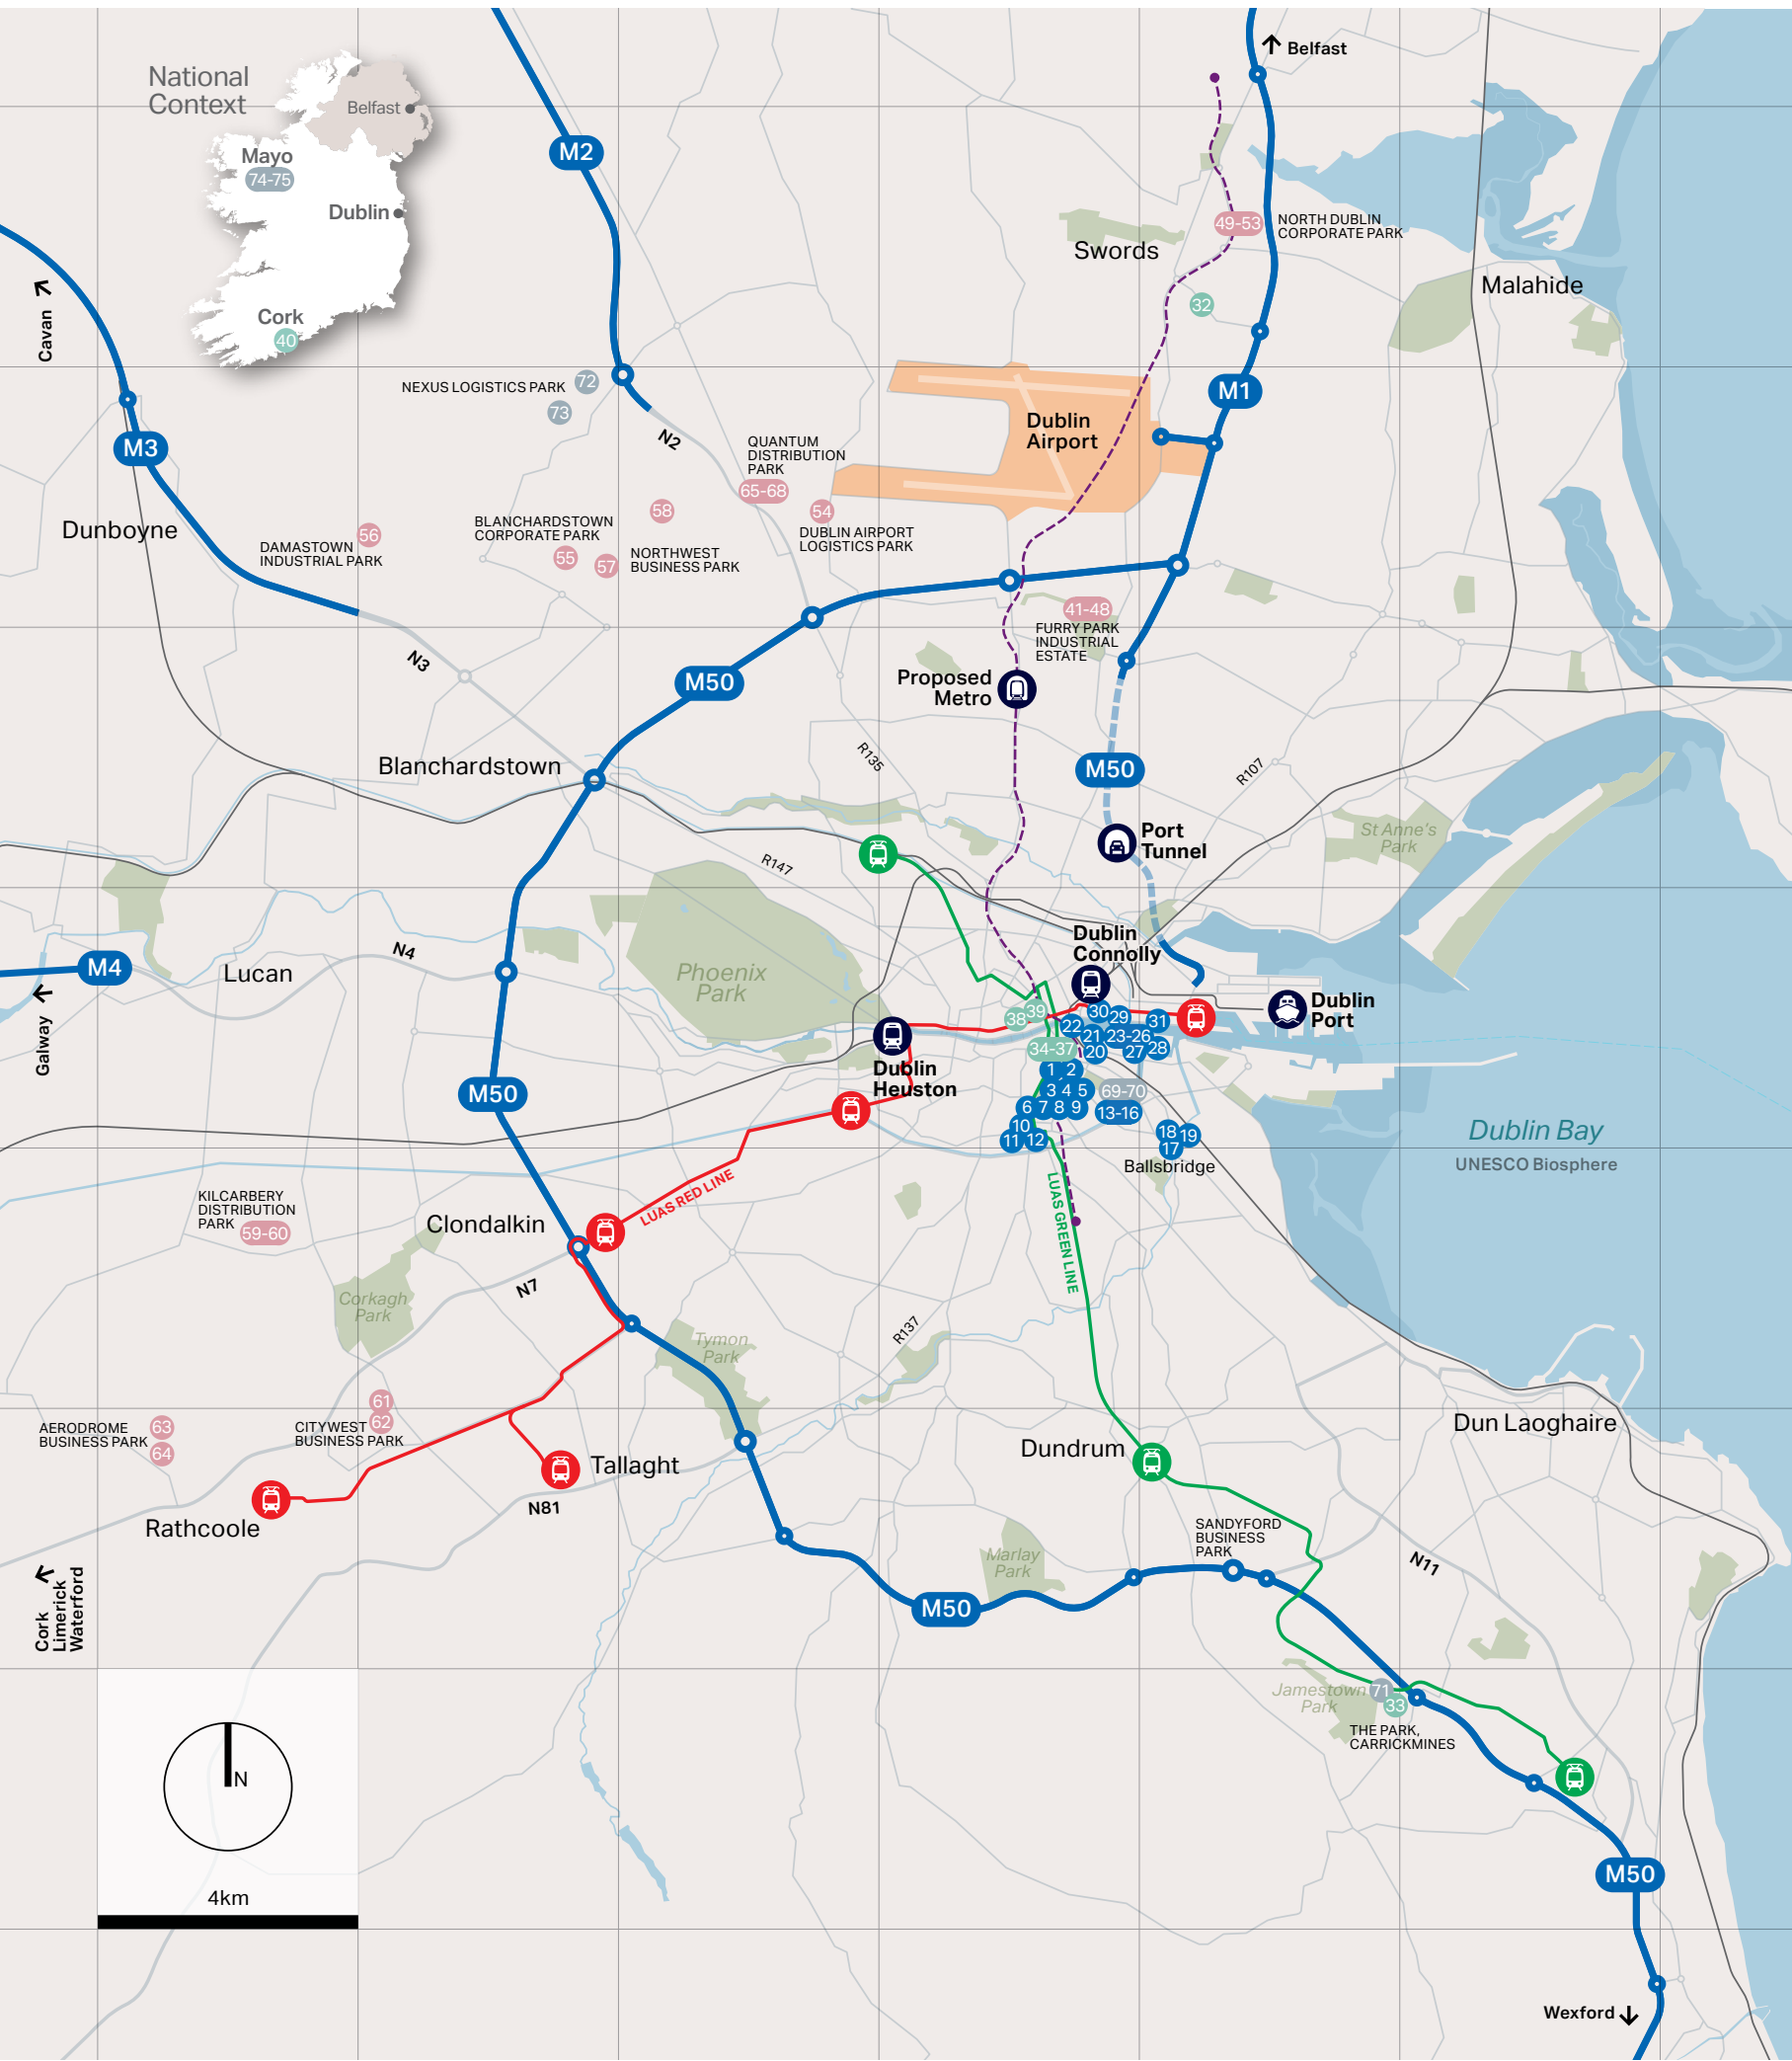 National
Context
Belfast
Mayo
74-75
Dublin
Cork
40
Belfast
M2
Cavan
49-53
NORTH DUBLIN
CORPORATE PARK
Swords
Malahide
32
NEXUS LOGISTICS PARK
72
73
M1
M3
N2
Dublin
Airport
QUANTUM
DISTRIBUTION
PARK
65-68
58
54
DUBLIN AIRPORT
LOGISTICS PARK
Dunboyne
56
DAMASTOWN
INDUSTRIAL PARK
BLANCHARDSTOWN
CORPORATE PARK
55
57
NORTHWEST
BUSINESS PARK
41-48
FURRY PARK
INDUSTRIAL
ESTATE
N3
M50
Proposed
Metro
Blanchardstown
R135
M50
R107
Port
Tunnel
St Anne's
Park
R147
N4
M4
Lucan
Galway
Phoenix
Park
Dublin
Connolly
Dublin
Port
38
39
30
29
31
22
21
23-26
34-37
20
27
28
Dublin
Heuston
1
2
3
4
5
69-70
6
7
8
9
13-16
10
11
12
18
19
17
Ballsbridge
M50
Dublin Bay
UNESCO Biosphere
LUAS RED LINE
LUAS GREEN LINE
KILCARBERY
DISTRIBUTION
PARK
59-60
Clondalkin
N7
Corkagh
Park
Tymon
Park
R137
61
62
CITYWEST
BUSINESS PARK
63
64
AERODROME
BUSINESS PARK
Dun Laoghaire
Dundrum
Tallaght
N81
Rathcoole
SANDYFORD
BUSINESS
PARK
Marlay
Park
N11
Cork
Limerick
Waterford
M50
Jamestown
Park
71
33
THE PARK,
CARRICKMINES
N
4km
M50
Wexford